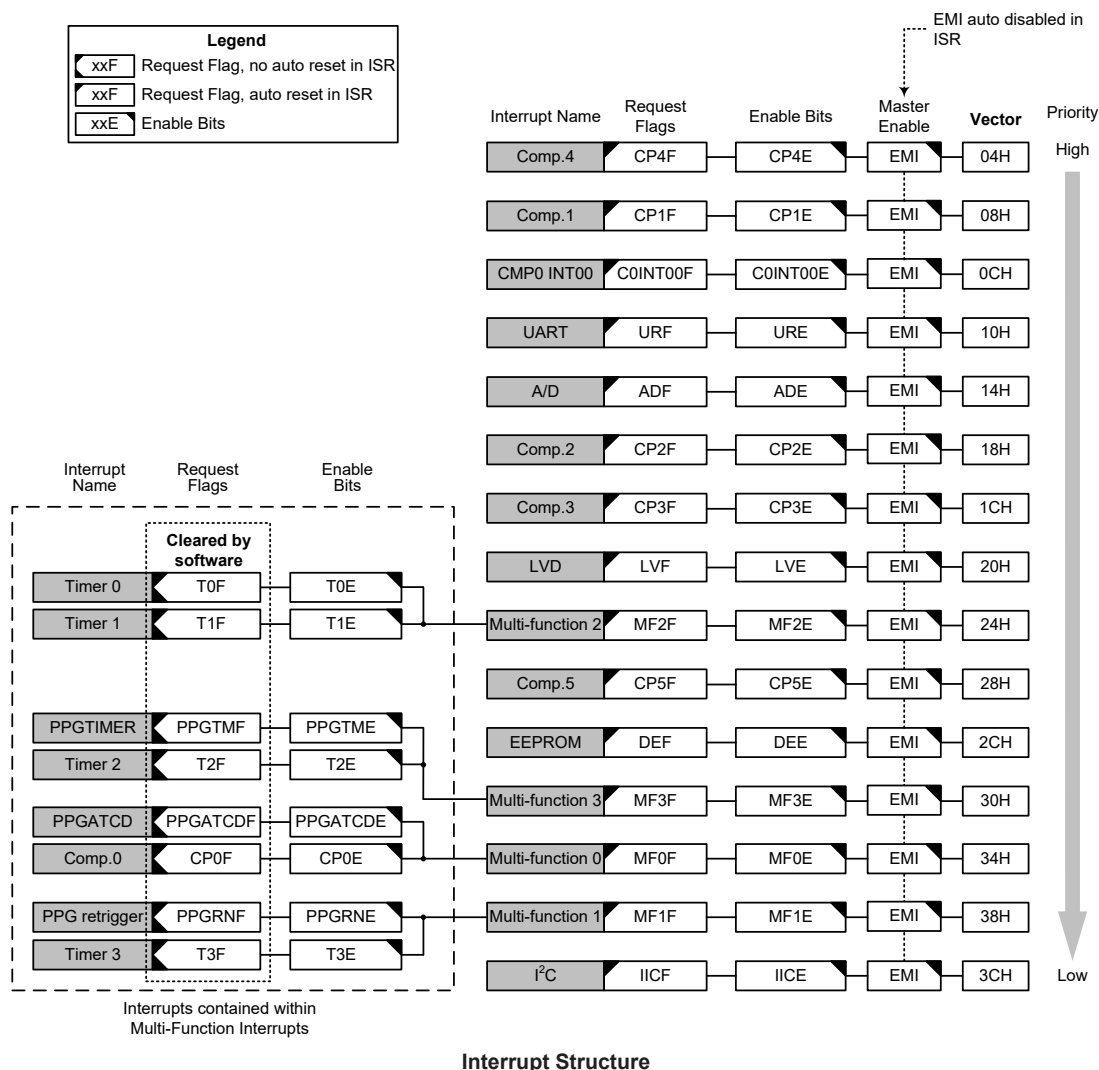 EMI auto disabled in
ISR
Legend
xxF Request Flag, no auto reset in ISR
xxF Request Flag, auto reset in ISR
xxE Enable Bits
Interrupt Name Request Flags Enable Bits Master Enable Vector Priority
High
Comp.4 CP4F CP4E EMI 04H
Comp.1 CP1F CP1E EMI 08H
CMP0 INT00 C0INT00F C0INT00E EMI 0CH
UART URF URE EMI 10H
A/D ADF ADE EMI 14H
Comp.2 CP2F CP2E EMI 18H
Interrupt Name Request Flags Enable Bits
Comp.3 CP3F CP3E EMI 1CH
Cleared by
software
LVD LVF LVE EMI 20H
Timer 0 T0F T0E
Timer 1 T1F T1E Multi-function 2 MF2F MF2E EMI 24H
Comp.5 CP5F CP5E EMI 28H
PPGTIMER PPGTMF PPGTME EEPROM DEF DEE EMI 2CH
Timer 2 T2F T2E
Multi-function 3 MF3F MF3E EMI 30H
PPGATCD PPGATCDF PPGATCDE
Comp.0 CP0F CP0E Multi-function 0 MF0F MF0E EMI 34H
PPG retrigger PPGRNF PPGRNE Multi-function 1 MF1F MF1E EMI 38H
Timer 3 T3F T3E
I²C IICF IICE EMI 3CH
Low
Interrupts contained within
Multi-Function Interrupts
Interrupt Structure